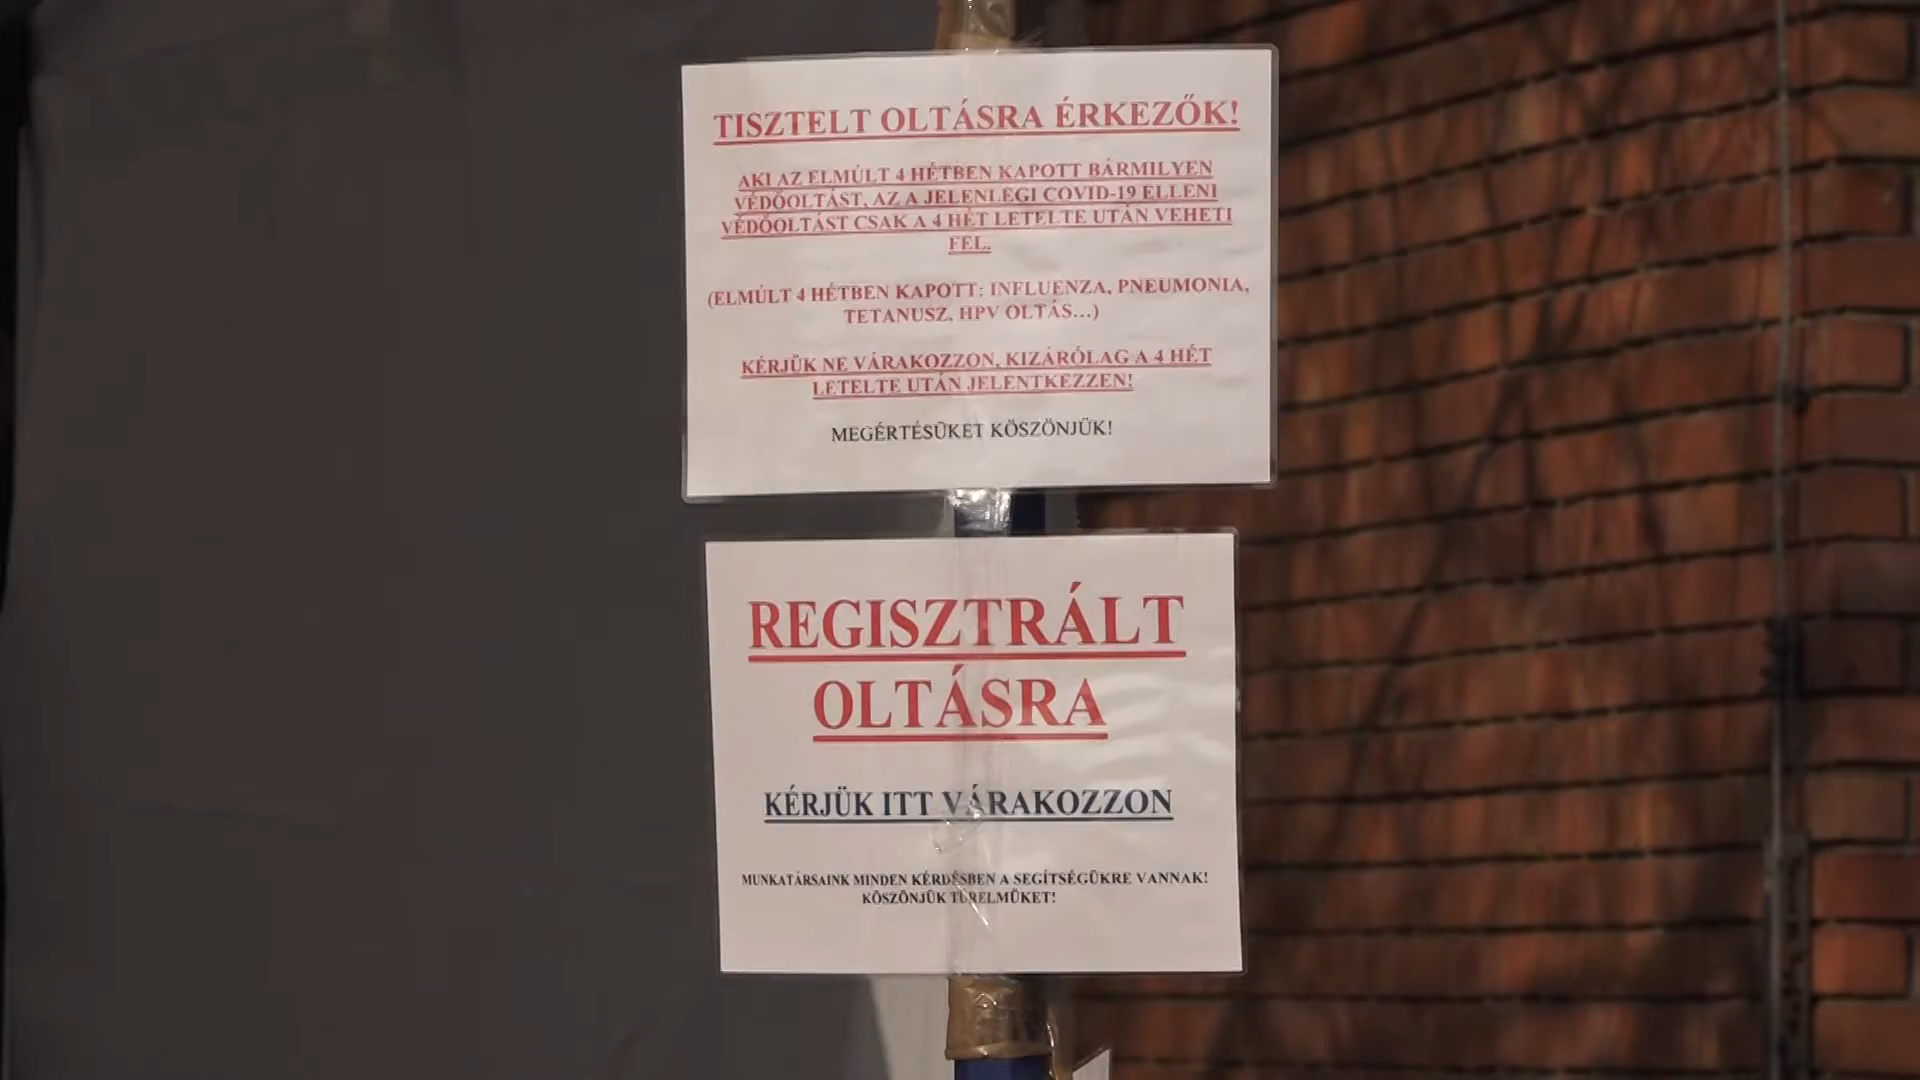 TISZTELT OLTÁSRA ÉRKEZŐK!
AKI AZ ELMÚLT 4 HÉTBEN KAPOTT BÁRMILYEN
VÉDŐOLTÁST, AZ A JELENLEGI COVID-19 ELLENI
VÉDŐOLTÁST CSAK A 4 HÉT LETELTE UTÁN VEHETI
FEL.
(ELMÚLT 4 HÉTBEN KAPOTT: INFLUENZA, PNEUMONIA,
TETANUSZ, HPV OLTÁS...)
KÉRJÜK NE VÁRAKOZZON, KIZÁRÓLAG A 4 HÉT
LETELTE UTÁN JELENTKEZZEN!
MEGÉRTÉSÜKET KÖSZÖNJÜK!
REGISZTRÁLT
OLTÁSRA
KÉRJÜK ITT VÁRAKOZZON
MUNKATÁRSAINK MINDEN KÉRDÉSBEN A SEGÍTSÉGÜKRE VANNAK!
KÖSZÖNJÜK TÜRELMÜKET!